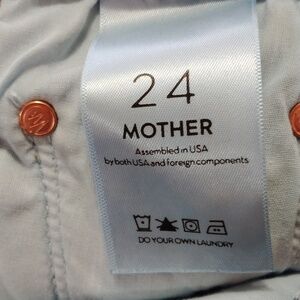 24
MOTHER
Assembled in USA
by both USA and foreign components
DO YOUR OWN LAUNDRY